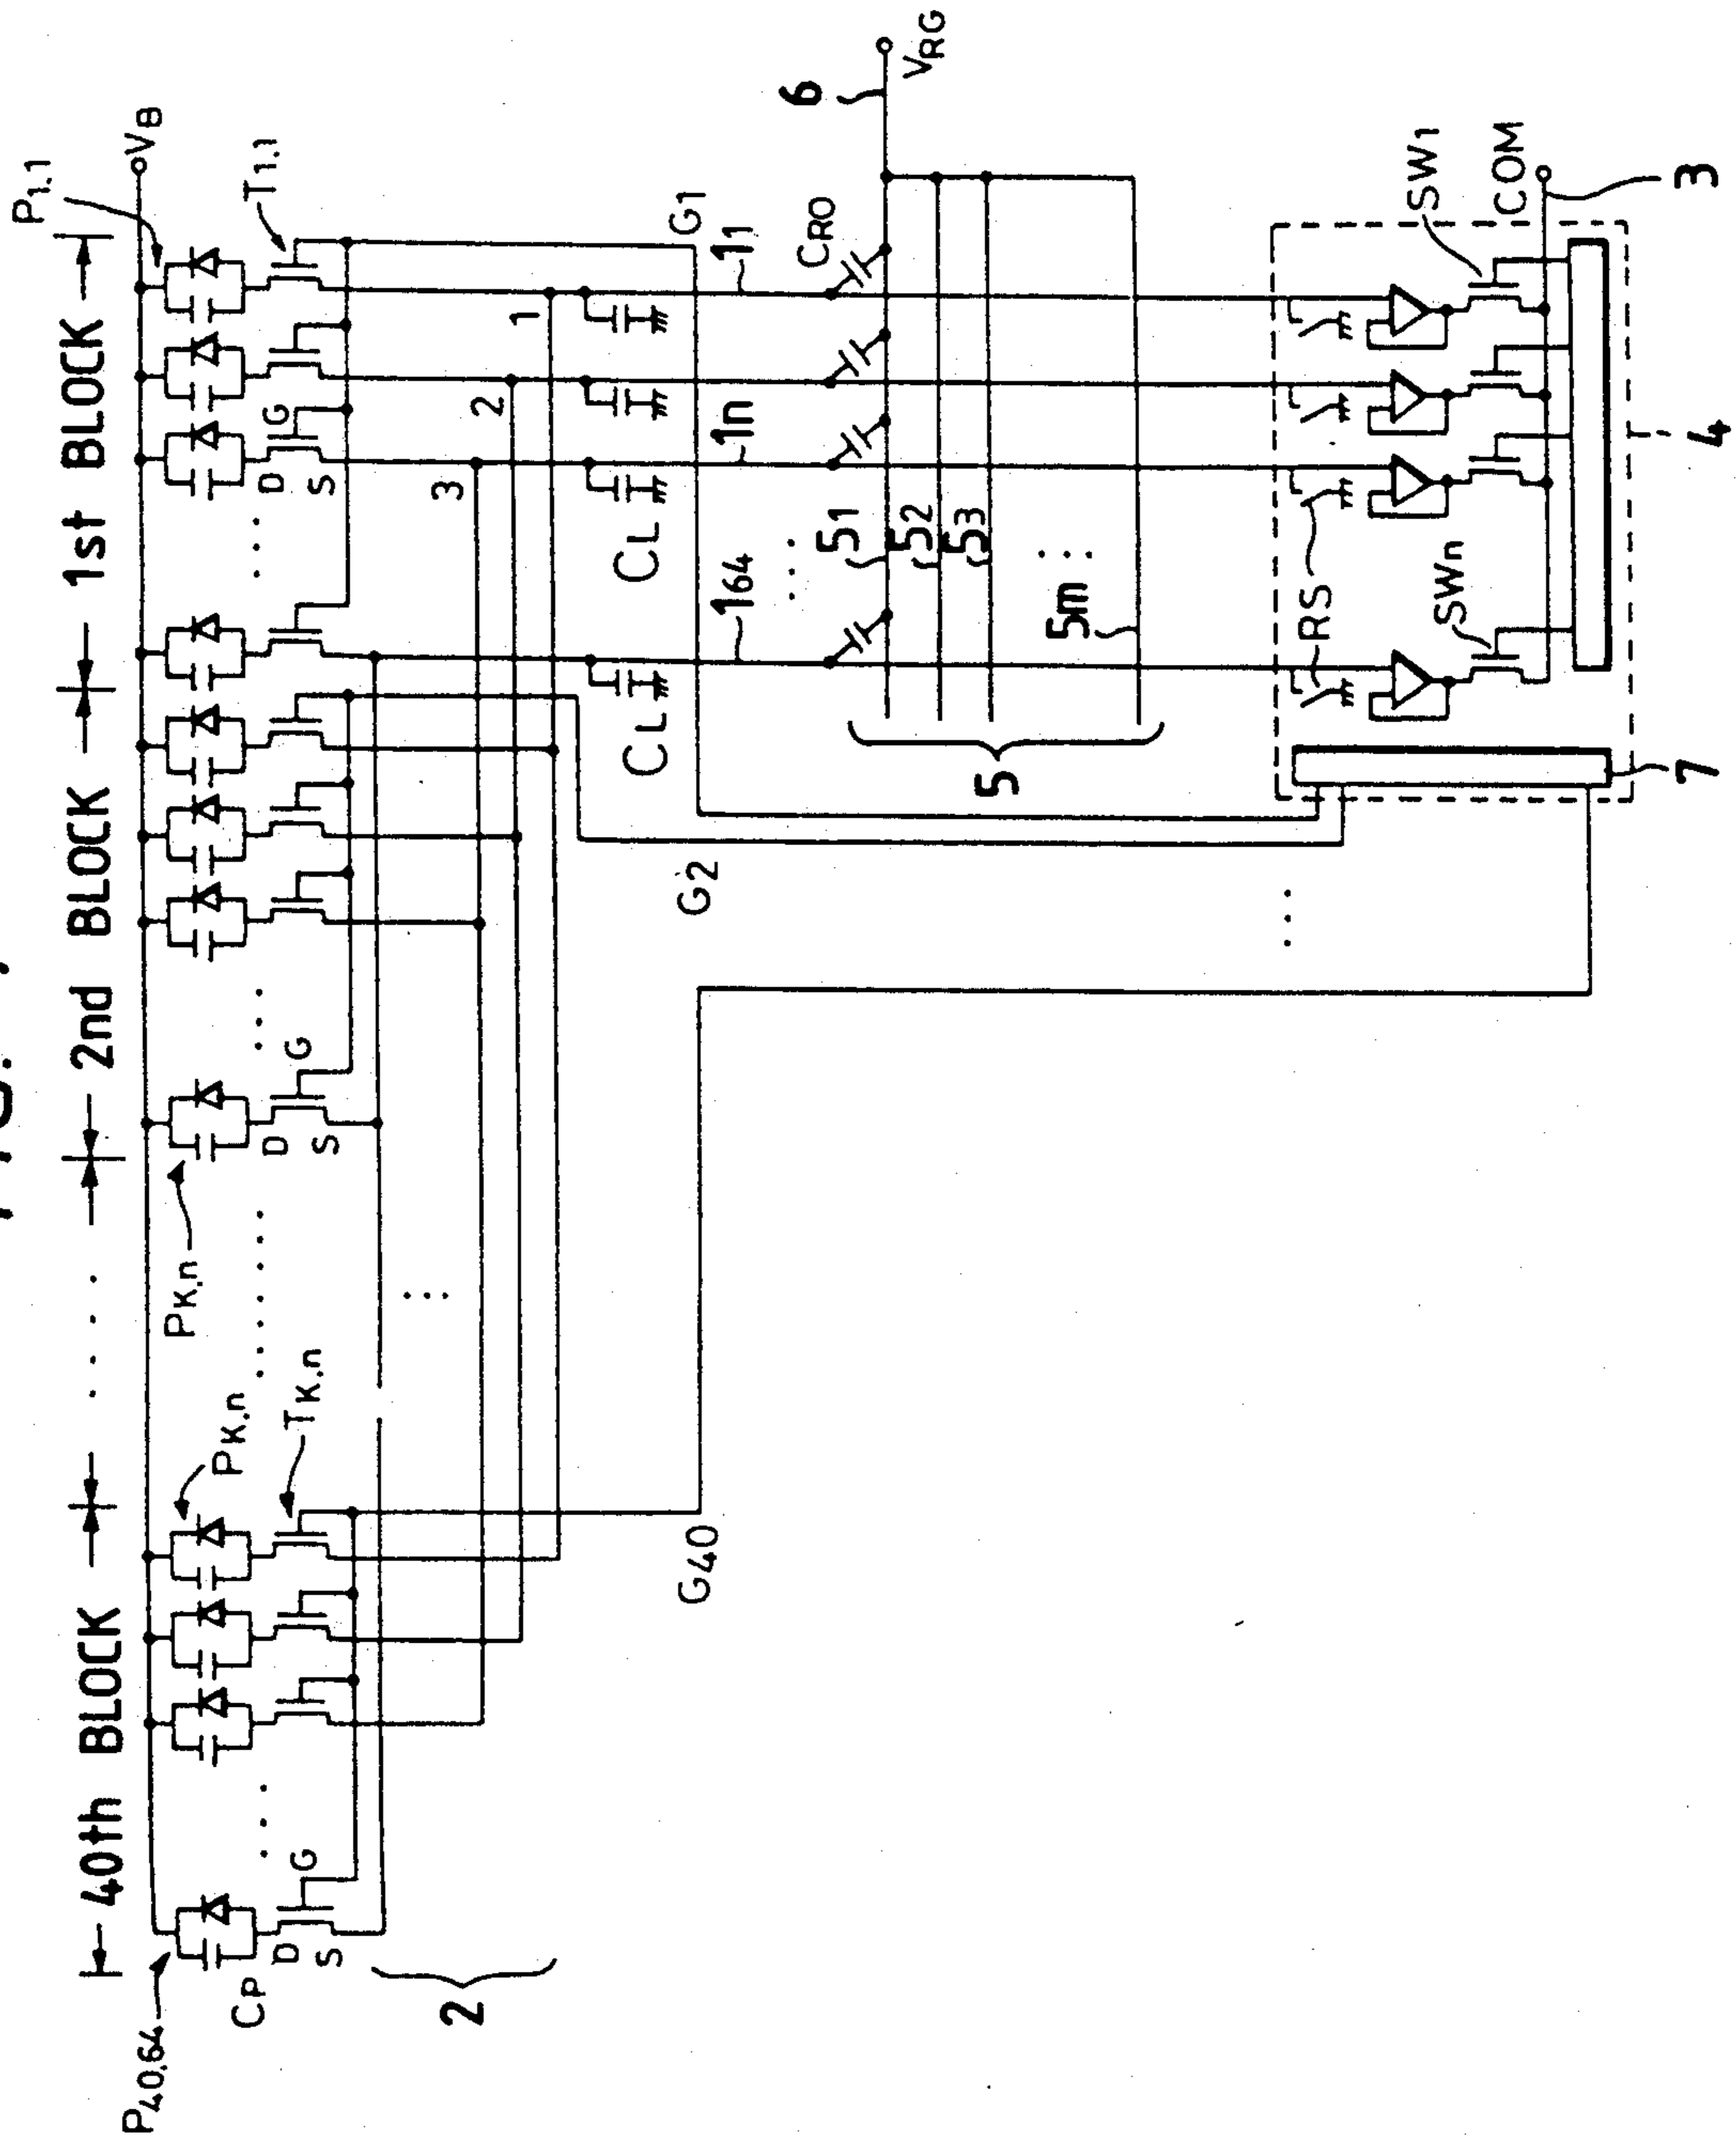 P1,1
VB
40th BLOCK
2nd BLOCK
1st BLOCK
P40,64
PK,n
PK,n
T1,1
CP
TK,n
D
G
S
D
G
S
D
G
S
2
3
2
1
G40
G2
G1
CL
CL
164
1n
11
CRO
6
VRG
5
51
52
53
5m
RS
SWn
SW1
COM
3
4
7